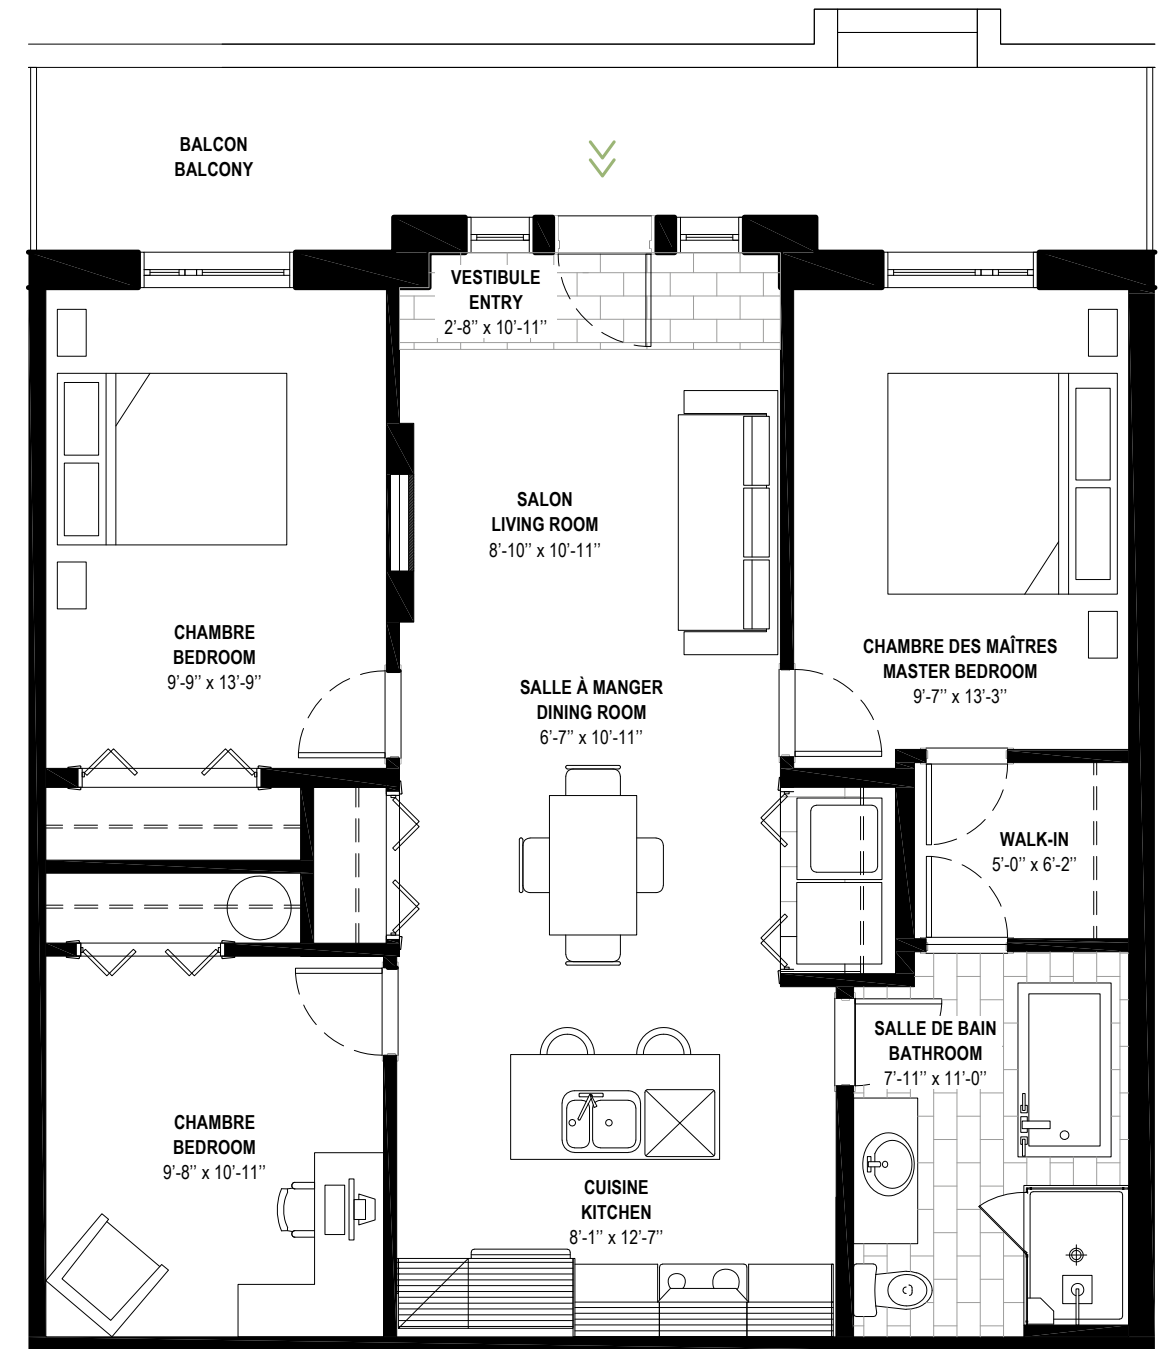 BALCON
BALCONY
VESTIBULE
ENTRY
2’-8’’ x 10’-11’’
SALON
LIVING ROOM
8’-10’’ x 10’-11’’
CHAMBRE
BEDROOM
9’-9’’ x 13’-9’’
CHAMBRE DES MAÎTRES
MASTER BEDROOM
9’-7’’ x 13’-3’’
SALLE À MANGER
DINING ROOM
6’-7’’ x 10’-11’’
WALK-IN
5’-0’’ x 6’-2’’
SALLE DE BAIN
BATHROOM
7’-11’’ x 11’-0’’
CHAMBRE
BEDROOM
9’-8’’ x 10’-11’’
CUISINE
KITCHEN
8’-1’’ x 12’-7’’